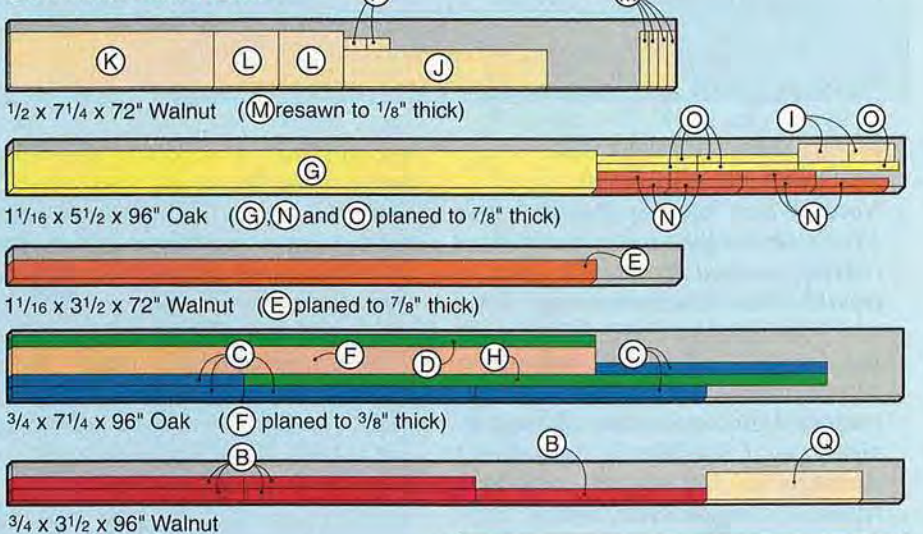 K L L J
1/2 x 7 1/4 x 72" Walnut (M resawn to 1/8" thick)
O I O
G
N N
1 1/16 x 5 1/2 x 96" Oak (G, N and O planed to 7/8" thick)
E
1 1/16 x 3 1/2 x 72" Walnut (E planed to 7/8" thick)
C F D H C
3/4 x 7 1/4 x 96" Oak (F planed to 3/8" thick)
B B Q
3/4 x 3 1/2 x 96" Walnut